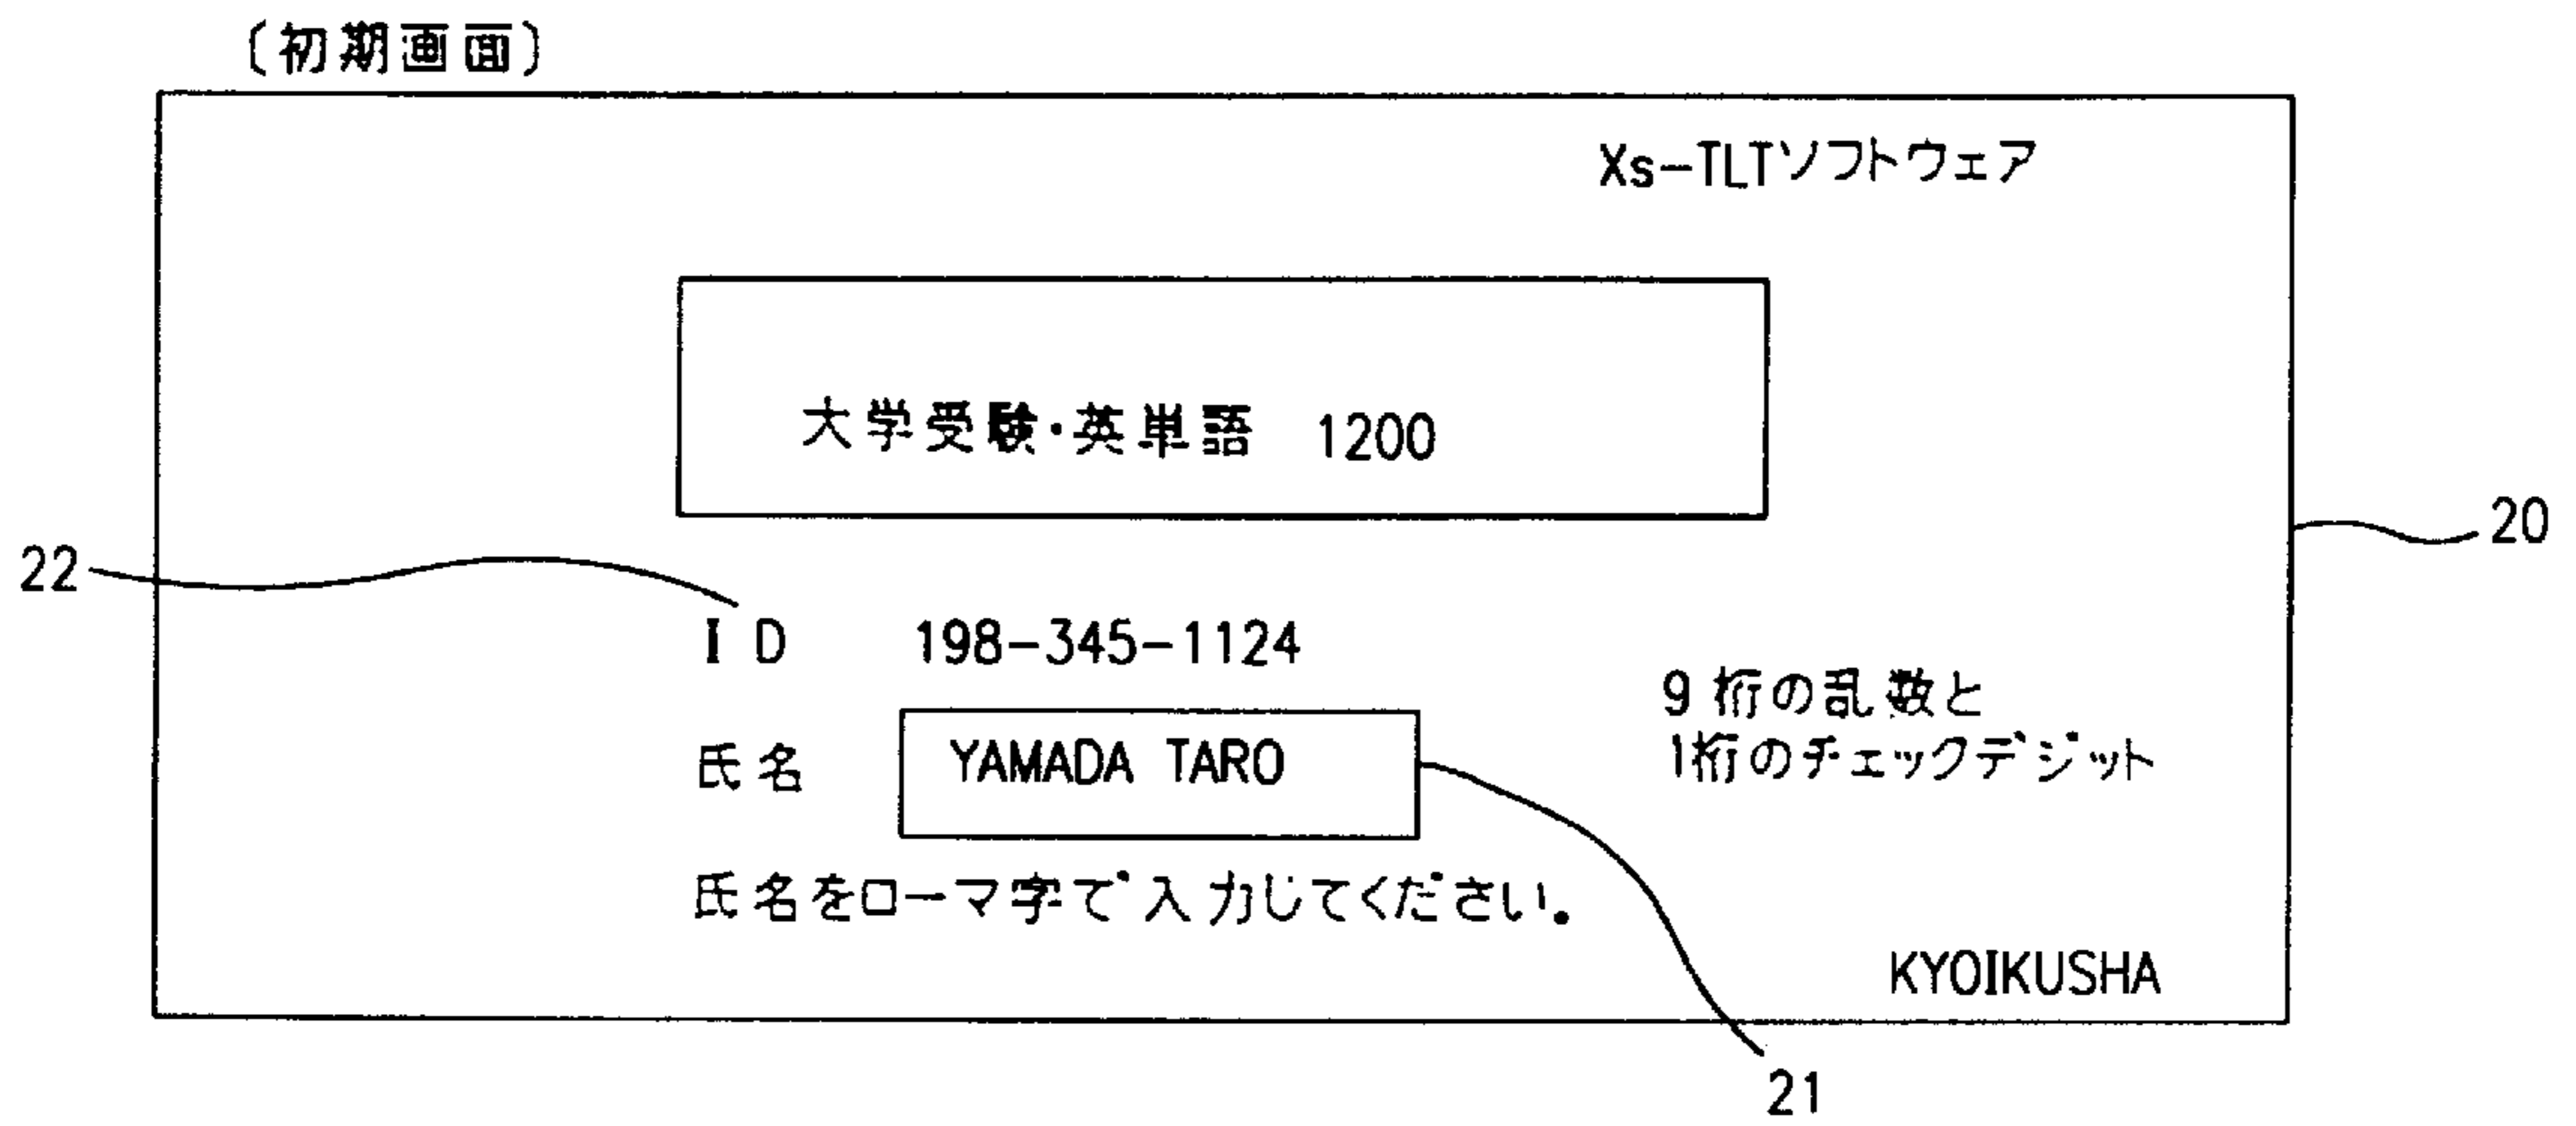 (初期画面)
Xs-TLTソフトウェア
大学受験・英単語 1200
20
22
ID 198-345-1124
9桁の乱数と
1桁のチェックデジット
氏名 YAMADA TARO
氏名をローマ字で入力してください。
KYOIKUSHA
21